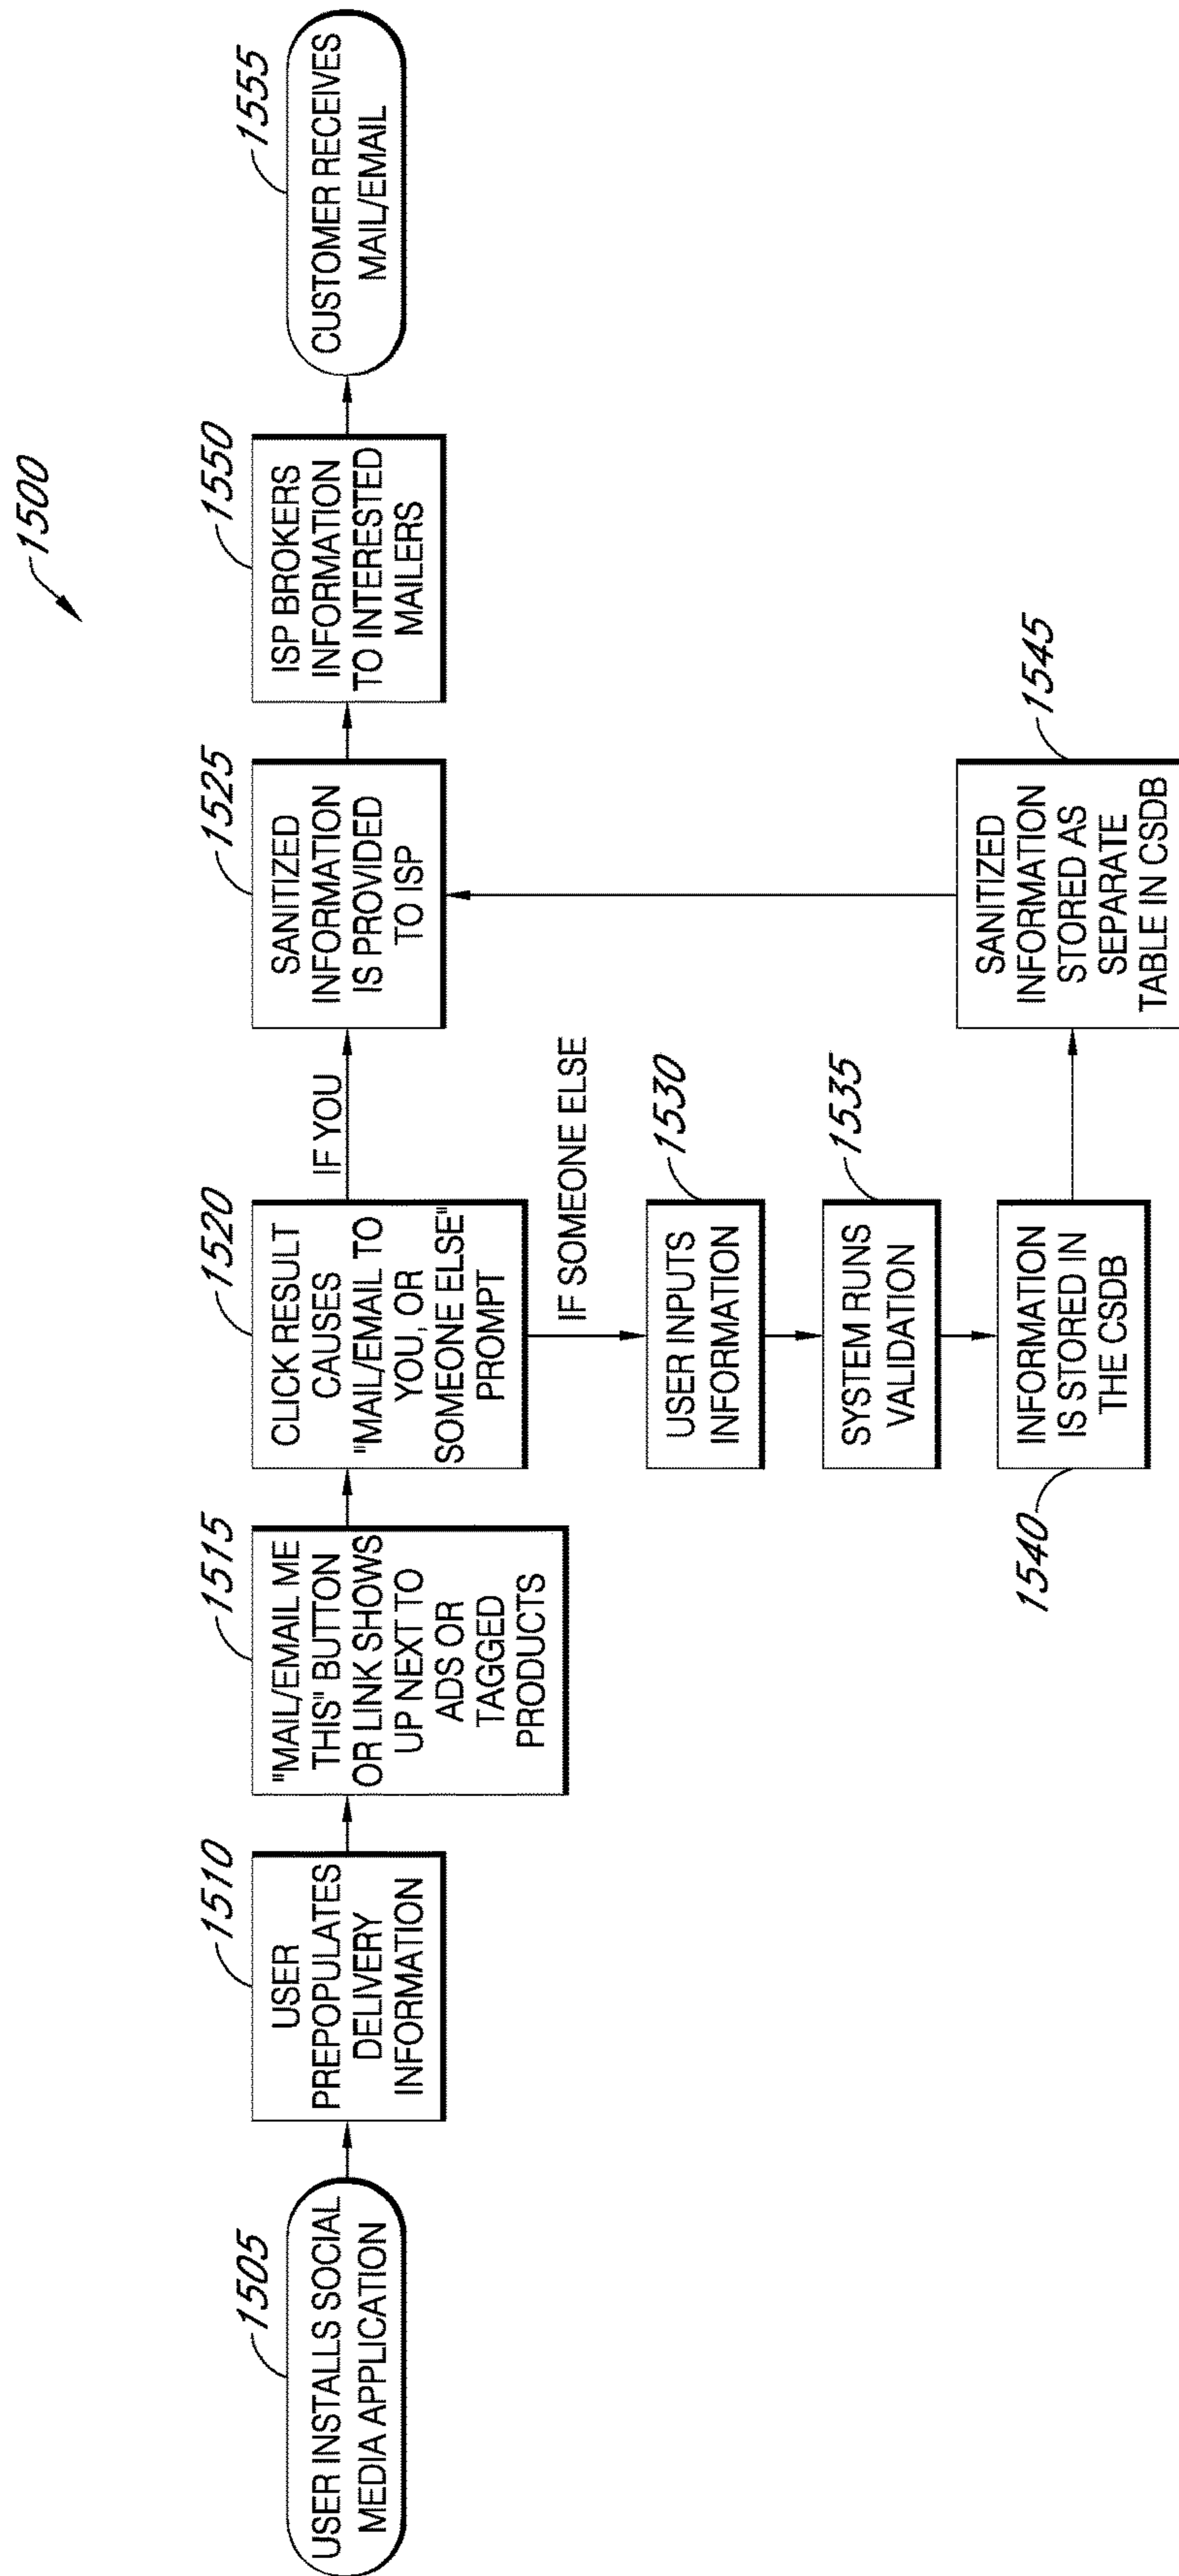 1500
1505
USER INSTALLS SOCIAL
MEDIA APPLICATION
1510
USER
PREPOPULATES
DELIVERY
INFORMATION
1515
"MAIL/EMAIL ME
THIS" BUTTON
OR LINK SHOWS
UP NEXT TO
ADS OR
TAGGED
PRODUCTS
1520
CLICK RESULT
CAUSES
"MAIL/EMAIL TO
YOU, OR
SOMEONE ELSE"
PROMPT
IF YOU
1525
SANITIZED
INFORMATION
IS PROVIDED
TO ISP
1550
ISP BROKERS
INFORMATION
TO INTERESTED
MAILERS
1555
CUSTOMER RECEIVES
MAIL/EMAIL
IF SOMEONE ELSE
1530
USER INPUTS
INFORMATION
1535
SYSTEM RUNS
VALIDATION
1540
INFORMATION
IS STORED IN
THE CSDB
1545
SANITIZED
INFORMATION
STORED AS
SEPARATE
TABLE IN CSDB